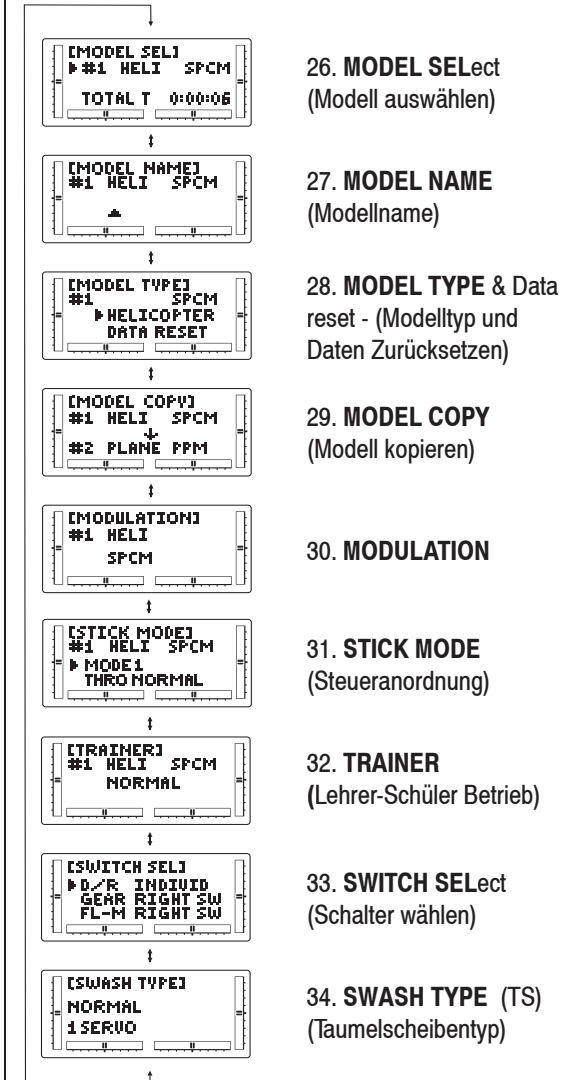 [MODEL SEL]
▶#1 HELI SPCM
TOTAL T 0:00:06
26. MODEL SELect
(Modell auswählen)
[MODEL NAME]
#1 HELI SPCM
27. MODEL NAME
(Modellname)
[MODEL TYPE]
#1 SPCM
▶HELICOPTER
DATA RESET
28. MODEL TYPE & Data
reset - (Modelltyp und
Daten Zurücksetzen)
[MODEL COPY]
#1 HELI SPCM
#2 PLANE PPM
29. MODEL COPY
(Modell kopieren)
[MODULATION]
#1 HELI
SPCM
30. MODULATION
[STICK MODE]
#1 HELI SPCM
▶MODE1
THRO NORMAL
31. STICK MODE
(Steueranordnung)
[TRAINER]
#1 HELI SPCM
NORMAL
32. TRAINER
(Lehrer-Schüler Betrieb)
[SWITCH SEL]
▶D/R INDIVID
GEAR RIGHT SW
FL-M RIGHT SW
33. SWITCH SELect
(Schalter wählen)
[SWASH TYPE]
NORMAL
1SERVO
34. SWASH TYPE (TS)
(Taumelscheibentyp)